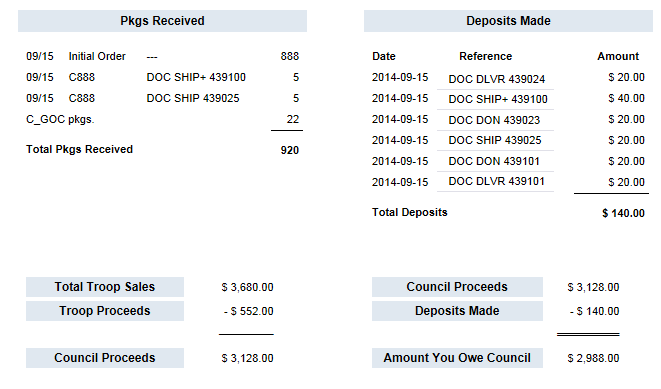 Pkgs Received
09/15 Initial Order --- 888
09/15 C888 DOC SHIP+ 439100 5
09/15 C888 DOC SHIP 439025 5
C_GOC pkgs. 22
Total Pkgs Received 920
Deposits Made
Date Reference Amount
2014-09-15 DOC DLVR 439024 $ 20.00
2014-09-15 DOC SHIP+ 439100 $ 40.00
2014-09-15 DOC DON 439023 $ 20.00
2014-09-15 DOC SHIP 439025 $ 20.00
2014-09-15 DOC DON 439101 $ 20.00
2014-09-15 DOC DLVR 439101 $ 20.00
Total Deposits $ 140.00
Total Troop Sales $ 3,680.00
Troop Proceeds - $ 552.00
Council Proceeds $ 3,128.00
Council Proceeds $ 3,128.00
Deposits Made - $ 140.00
Amount You Owe Council $ 2,988.00